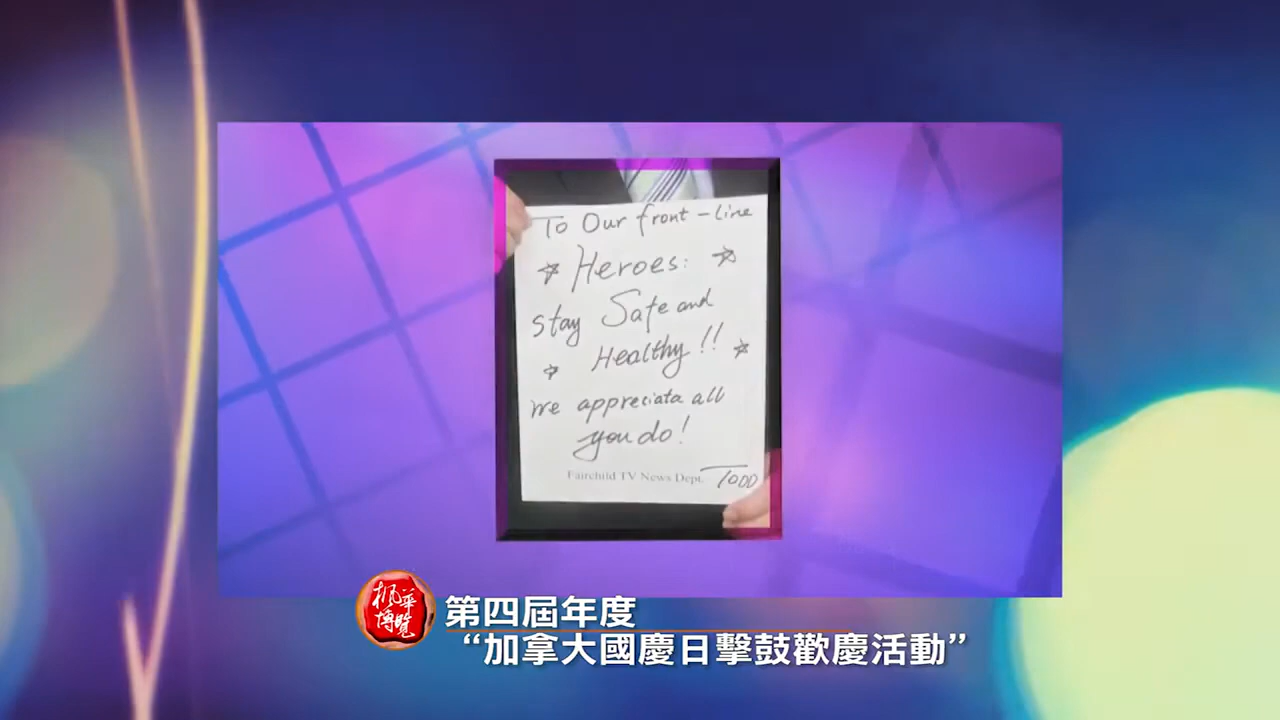 To Our front-line
Heroes:
Stay Safe and
Healthy!!
We appreciata all
you do!
Fairchild TV News Dept. TODD
楓華
博覽
第四屆年度
“加拿大國慶日擊鼓歡慶活動”